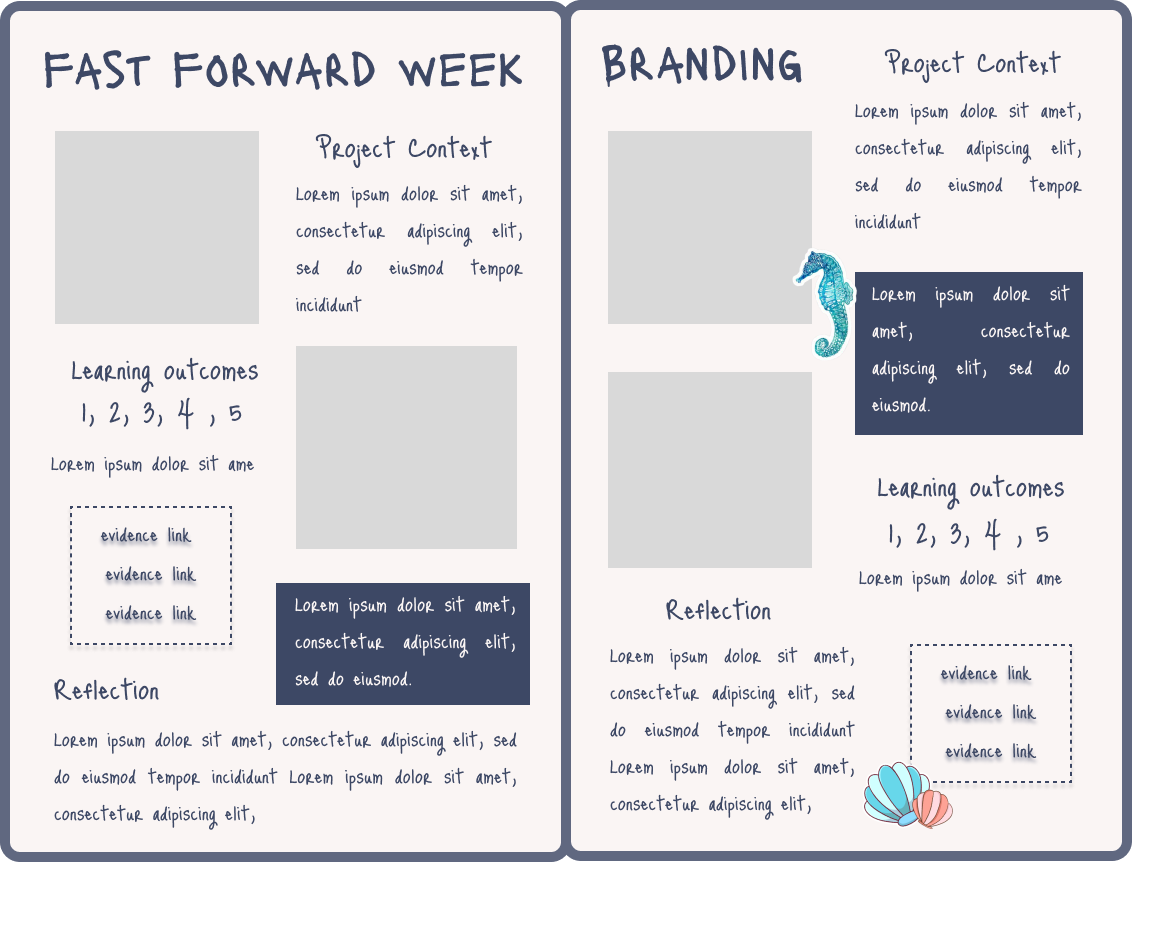 FAST FORWARD WEEK
Project Context
Lorem ipsum dolor sit amet,
consectetur adipiscing elit,
sed do eiusmod tempor
incididunt
Learning outcomes
1, 2, 3, 4 , 5
Lorem ipsum dolor sit ame
evidence link
evidence link
evidence link
Lorem ipsum dolor sit amet,
consectetur adipiscing elit,
sed do eiusmod.
Reflection
Lorem ipsum dolor sit amet, consectetur adipiscing elit, sed
do eiusmod tempor incididunt Lorem ipsum dolor sit amet,
consectetur adipiscing elit,
BRANDING
Project Context
Lorem ipsum dolor sit amet,
consectetur adipiscing elit,
sed do eiusmod tempor
incididunt
Lorem ipsum dolor sit
amet, consectetur
adipiscing elit, sed do
eiusmod.
Learning outcomes
1, 2, 3, 4 , 5
Lorem ipsum dolor sit ame
Reflection
Lorem ipsum dolor sit amet,
consectetur adipiscing elit, sed
do eiusmod tempor incididunt
Lorem ipsum dolor sit amet,
consectetur adipiscing elit,
evidence link
evidence link
evidence link